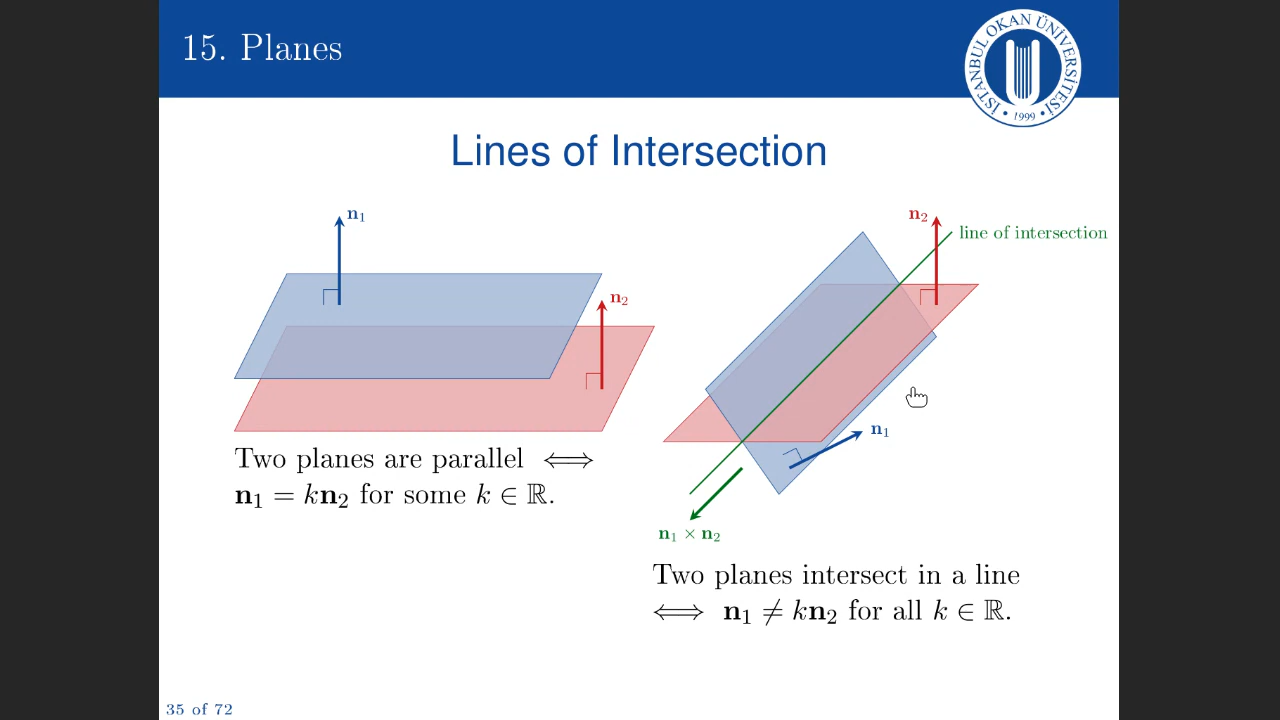 15. Planes
İSTANBUL OKAN ÜNİVERSİTESİ
• 1999 •
Lines of Intersection
n₁
n₂
Two planes are parallel ⟺
n₁ = kn₂ for some k ∈ ℝ.
n₂
line of intersection
n₁
n₁ × n₂
Two planes intersect in a line
⟺ n₁ ≠ kn₂ for all k ∈ ℝ.
35 of 72